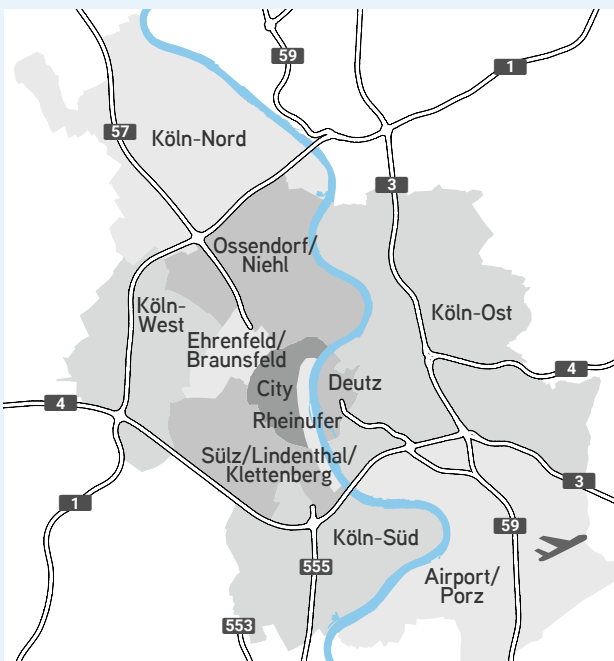 59
1
57
Köln-Nord
3
Ossendorf/
Niehl
Köln-
West
Köln-Ost
Ehrenfeld/
Braunsfeld
4
City
Deutz
4
Rheinufer
Sülz/Lindenthal/
Klettenberg
3
1
59
Köln-Süd
555
Airport/
Porz
553